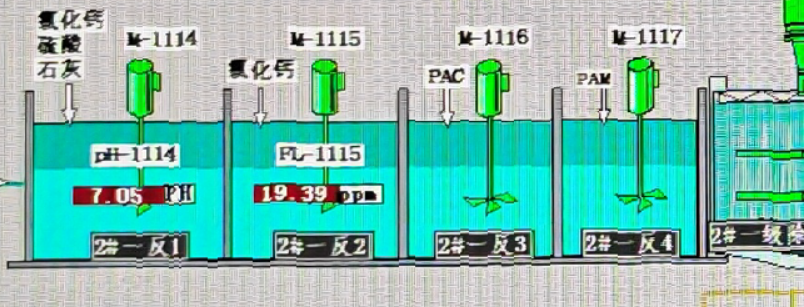 氯化钙
硫酸
石灰
M-1114
M-1115
M-1116
M-1117
氯化钙
PAC
PAM
pH-1114
FL-1115
7.05 PH
19.39 ppm
2#一反1
2#一反2
2#一反3
2#一反4
2#一级